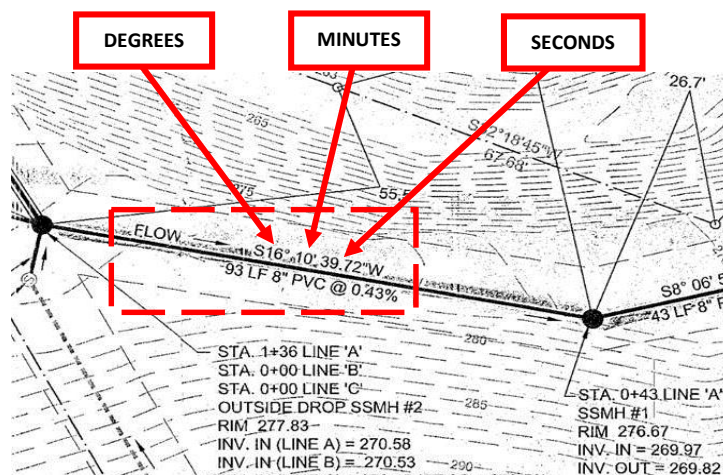 DEGREES
MINUTES
SECONDS
26.7'
265
S12°18'45"W
67.68'
275
55.5
FLOW
S16° 10' 39.72"W
93 LF 8" PVC @ 0.43%
S8° 06'
43 LF 8"
280
STA. 1+36 LINE 'A'
STA. 0+00 LINE 'B'
STA. 0+00 LINE 'C'
OUTSIDE DROP SSMH #2
RIM 277.83
INV. IN (LINE A) = 270.58
INV. IN (LINE B) = 270.53
285
290
STA. 0+43 LINE 'A'
SSMH #1
RIM 276.67
INV. IN = 269.97
INV. OUT = 269.82